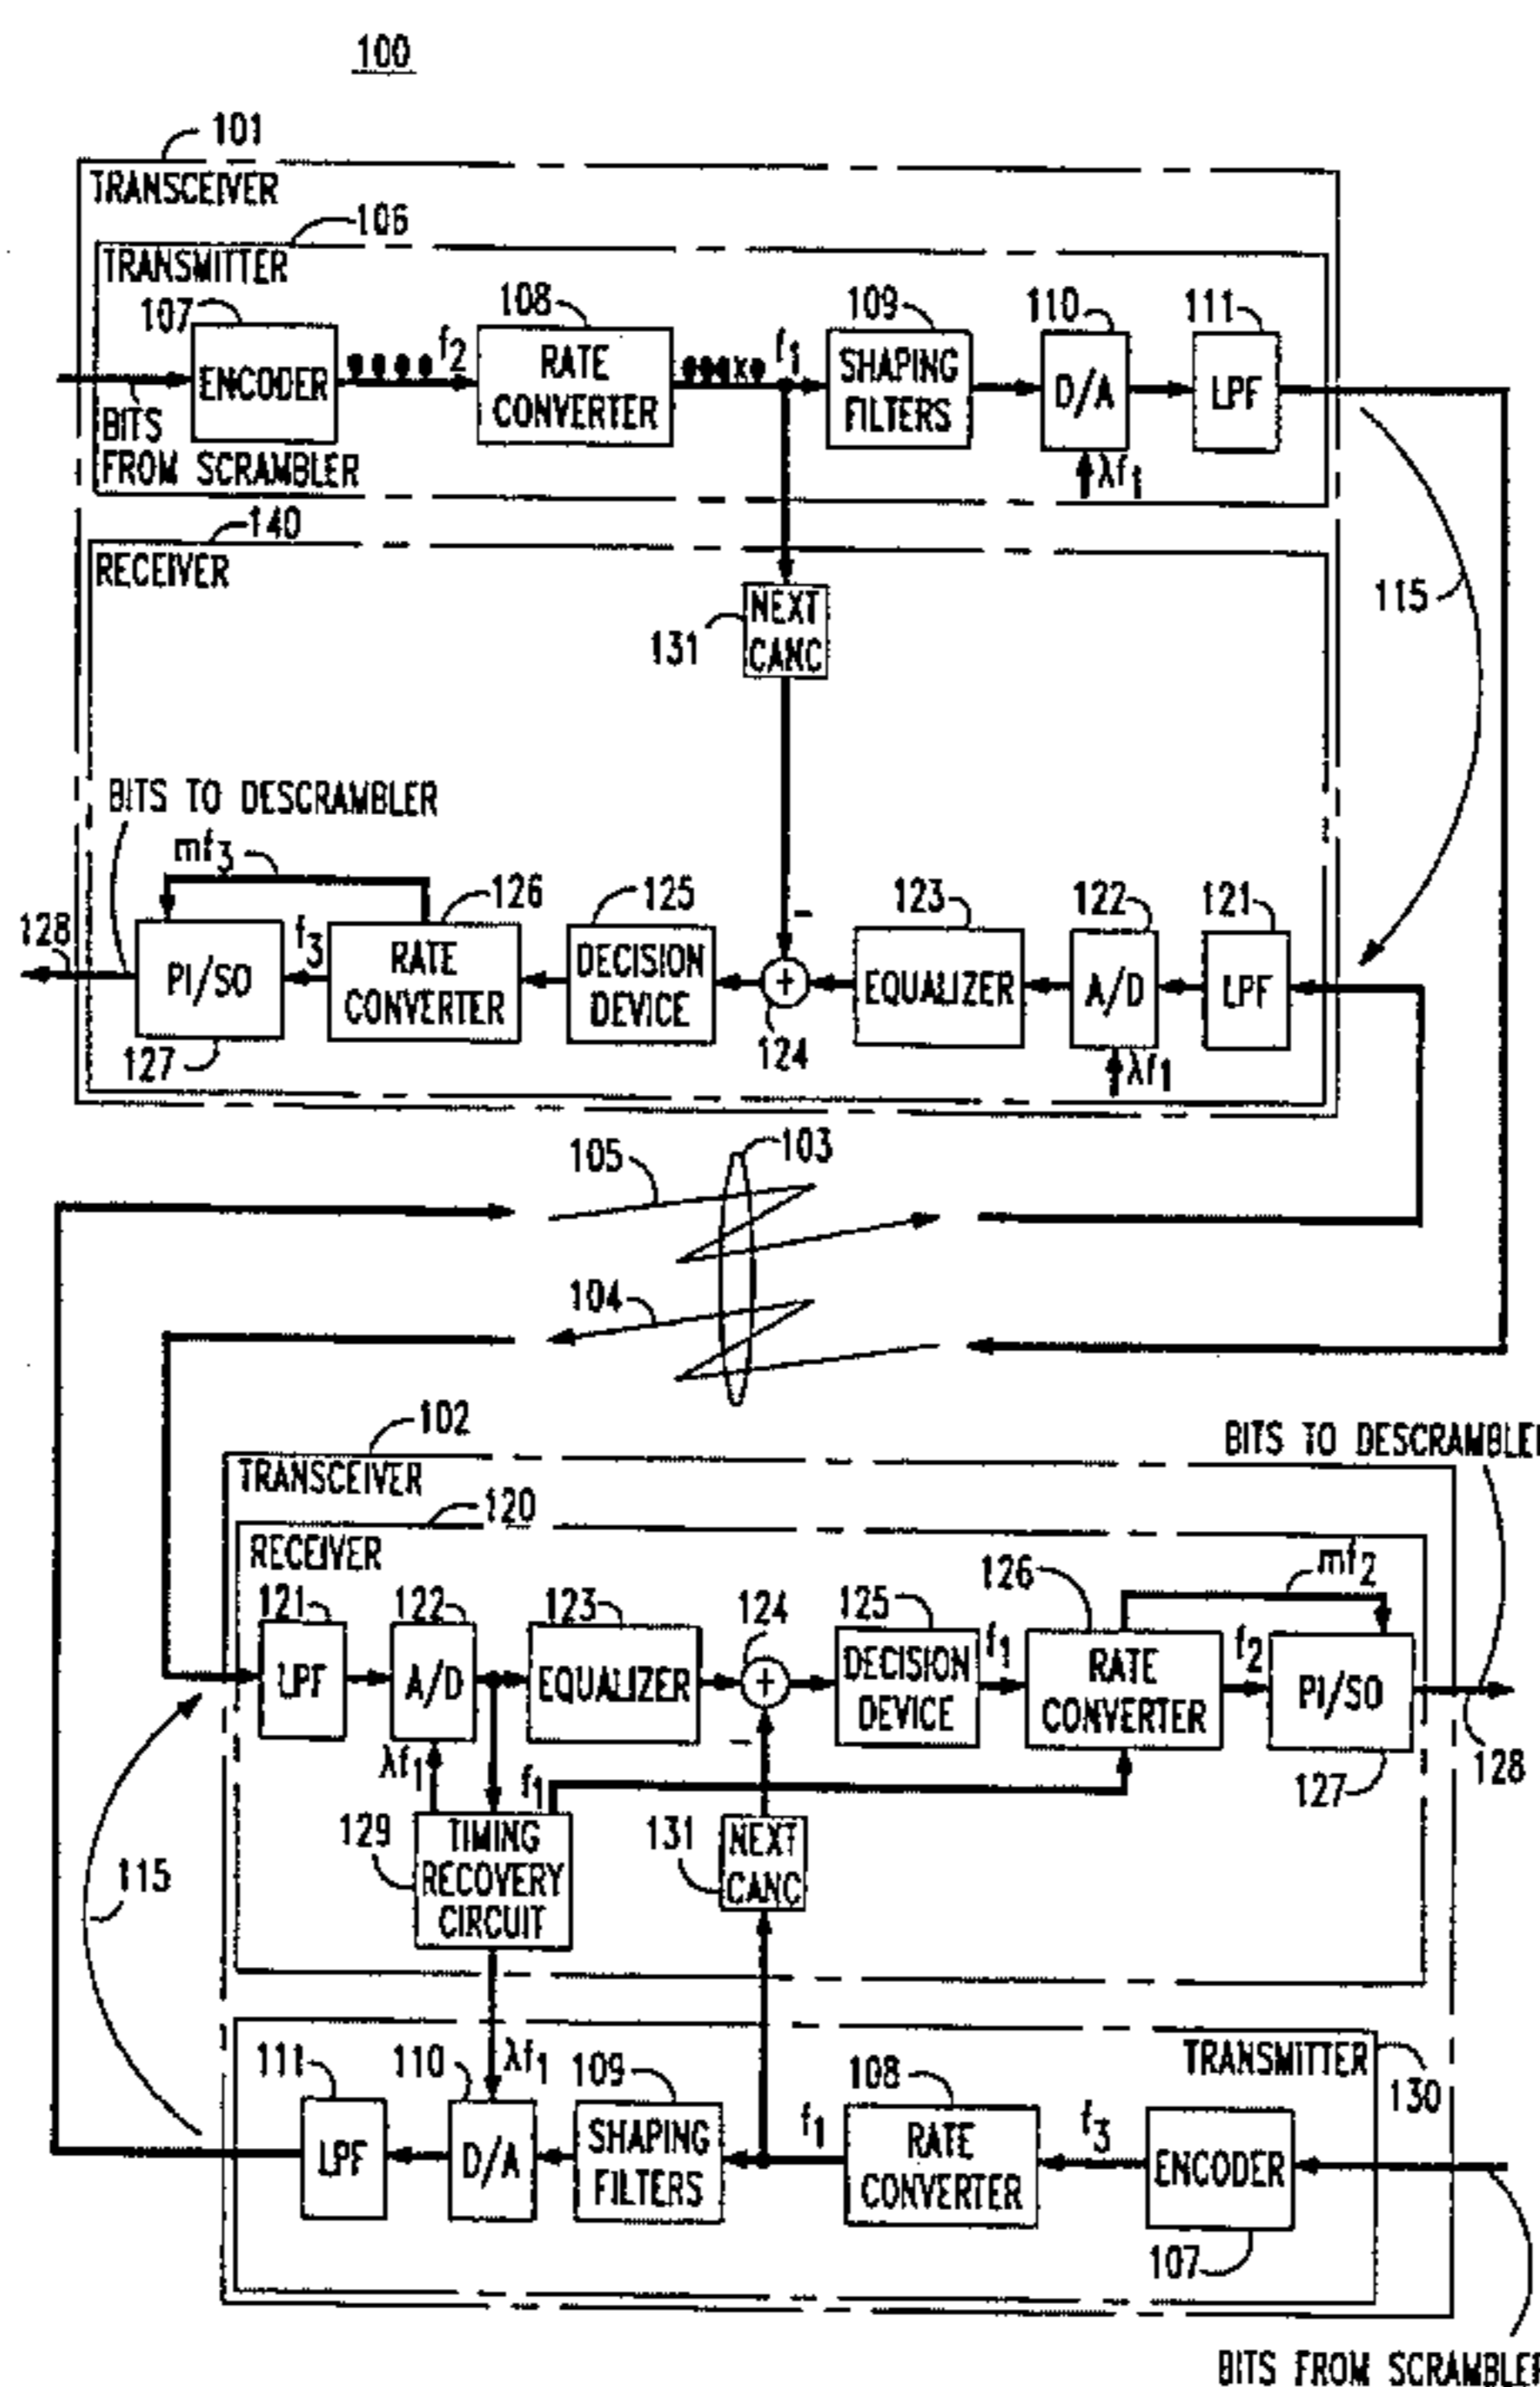 100
101
TRANSCEIVER
106
TRANSMITTER
107
108
109
110
111
ENCODER
f2
RATE CONVERTER
f1
SHAPING FILTERS
D/A
LPF
BITS FROM SCRAMBLER
λf1
140
RECEIVER
NEXT CANC
131
115
BITS TO DESCRAMBLER
mf3
126
125
123
122
121
128
PI/SO
f3
RATE CONVERTER
DECISION DEVICE
-
+
EQUALIZER
A/D
LPF
127
124
λf1
105
103
104
102
TRANSCEIVER
BITS TO DESCRAMBLE
120
RECEIVER
121
122
123
124
125
126
mf2
LPF
A/D
EQUALIZER
+
DECISION DEVICE
f1
RATE CONVERTER
f2
PI/SO
-
λf1
f1
127
128
129
TIMING RECOVERY CIRCUIT
131
NEXT CANC
115
TRANSMITTER
130
111
110
λf1
109
108
LPF
D/A
SHAPING FILTERS
f1
RATE CONVERTER
f3
ENCODER
107
BITS FROM SCRAMBLER